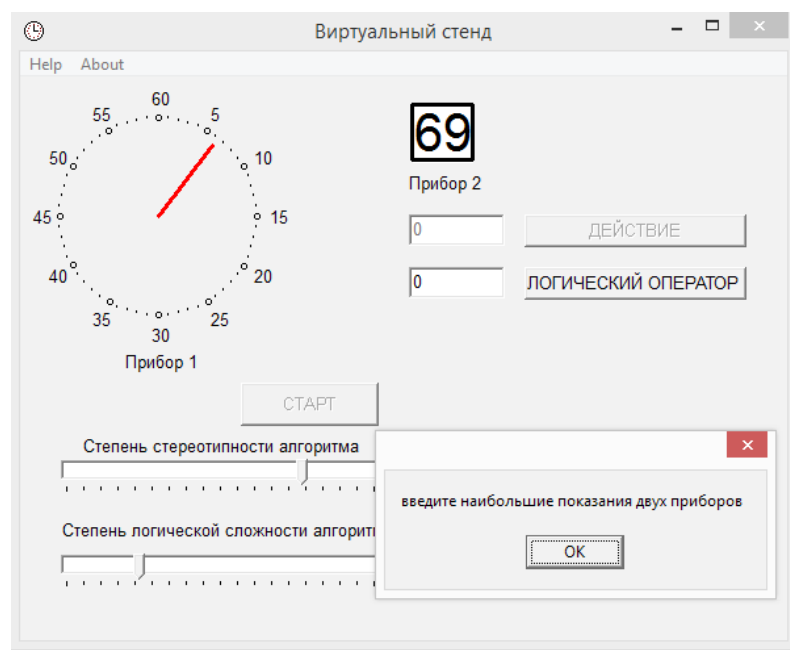 Виртуальный стенд
Help About
60
55 5
50 10
45 15
40 20
35 25
30
Прибор 1
69
Прибор 2
0 ДЕЙСТВИЕ
0 ЛОГИЧЕСКИЙ ОПЕРАТОР
СТАРТ
Степень стереотипности алгоритма
Степень логической сложности алгорит
введите наибольшие показания двух приборов
OK